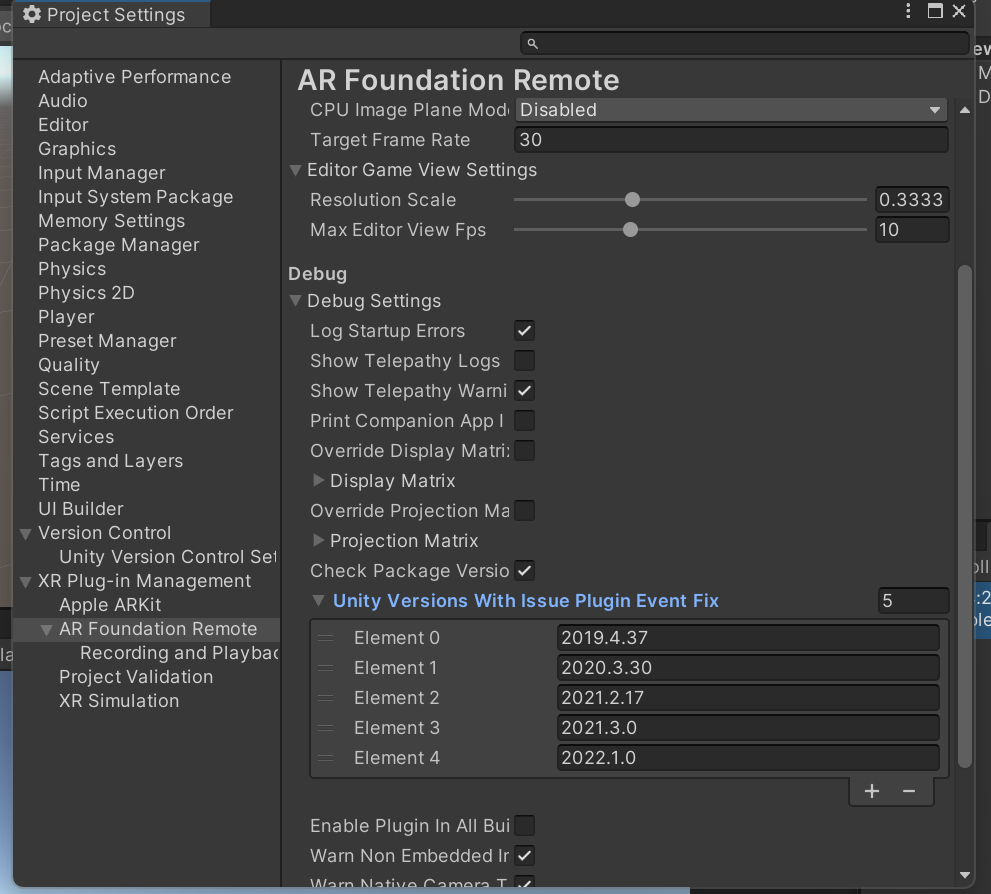 Project Settings
Adaptive Performance
Audio
Editor
Graphics
Input Manager
Input System Package
Memory Settings
Package Manager
Physics
Physics 2D
Player
Preset Manager
Quality
Scene Template
Script Execution Order
Services
Tags and Layers
Time
UI Builder
Version Control
Unity Version Control Set
XR Plug-in Management
Apple ARKit
AR Foundation Remote
Recording and Playbac
Project Validation
XR Simulation
AR Foundation Remote
CPU Image Plane Mod Disabled
Target Frame Rate 30
Editor Game View Settings
Resolution Scale 0.3333
Max Editor View Fps 10
Debug
Debug Settings
Log Startup Errors
Show Telepathy Logs
Show Telepathy Warni
Print Companion App I
Override Display Matri
Display Matrix
Override Projection Ma
Projection Matrix
Check Package Versio
Unity Versions With Issue Plugin Event Fix 5
Element 0 2019.4.37
Element 1 2020.3.30
Element 2 2021.2.17
Element 3 2021.3.0
Element 4 2022.1.0
Enable Plugin In All Bui
Warn Non Embedded Ir
Warn Native Camera T